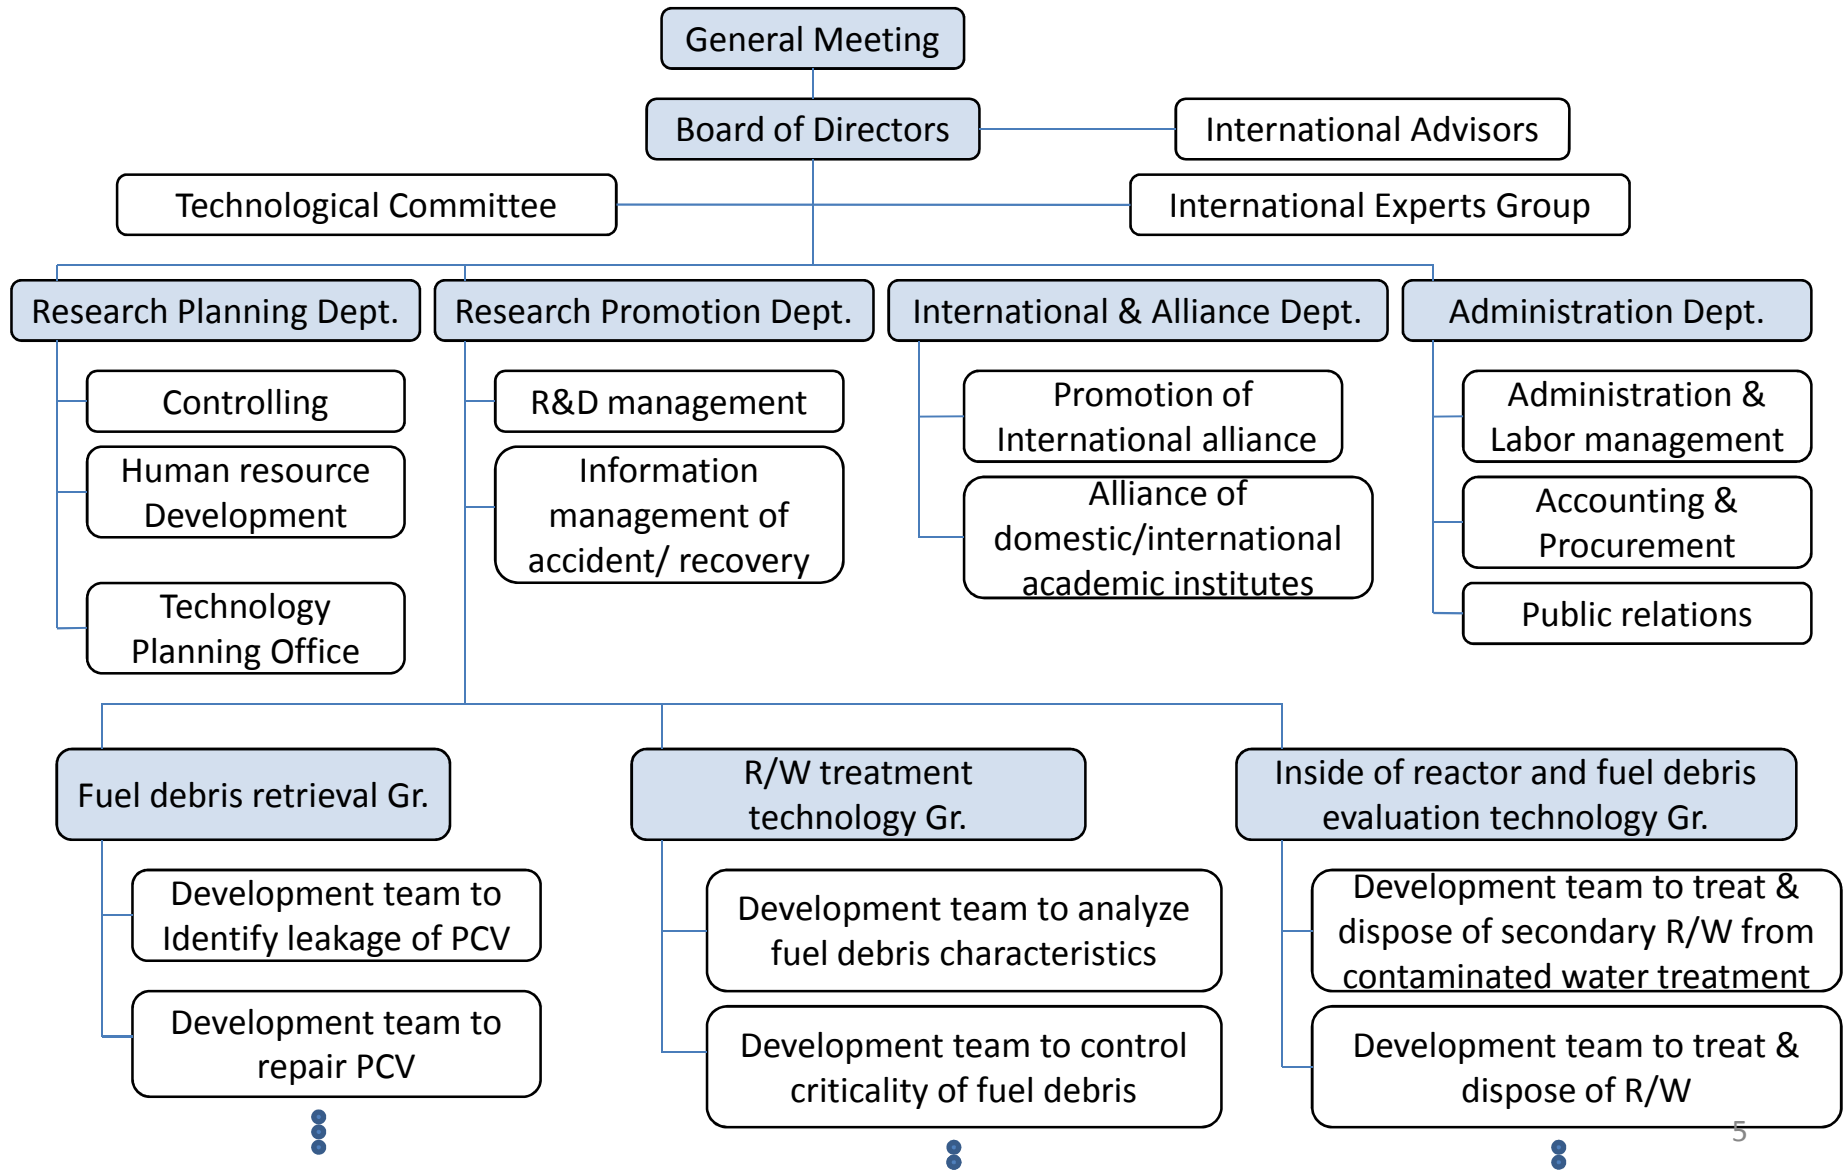 General Meeting
Board of Directors
International Advisors
Technological Committee
International Experts Group
Research Planning Dept.
Research Promotion Dept.
International & Alliance Dept.
Administration Dept.
Controlling
Human resource
Development
Technology
Planning Office
R&D management
Information
management of
accident/ recovery
Promotion of
International alliance
Alliance of
domestic/international
academic institutes
Administration &
Labor management
Accounting &
Procurement
Public relations
Fuel debris retrieval Gr.
R/W treatment
technology Gr.
Inside of reactor and fuel debris
evaluation technology Gr.
Development team to
Identify leakage of PCV
Development team to
repair PCV
Development team to analyze
fuel debris characteristics
Development team to control
criticality of fuel debris
Development team to treat &
dispose of secondary R/W from
contaminated water treatment
Development team to treat &
dispose of R/W
5